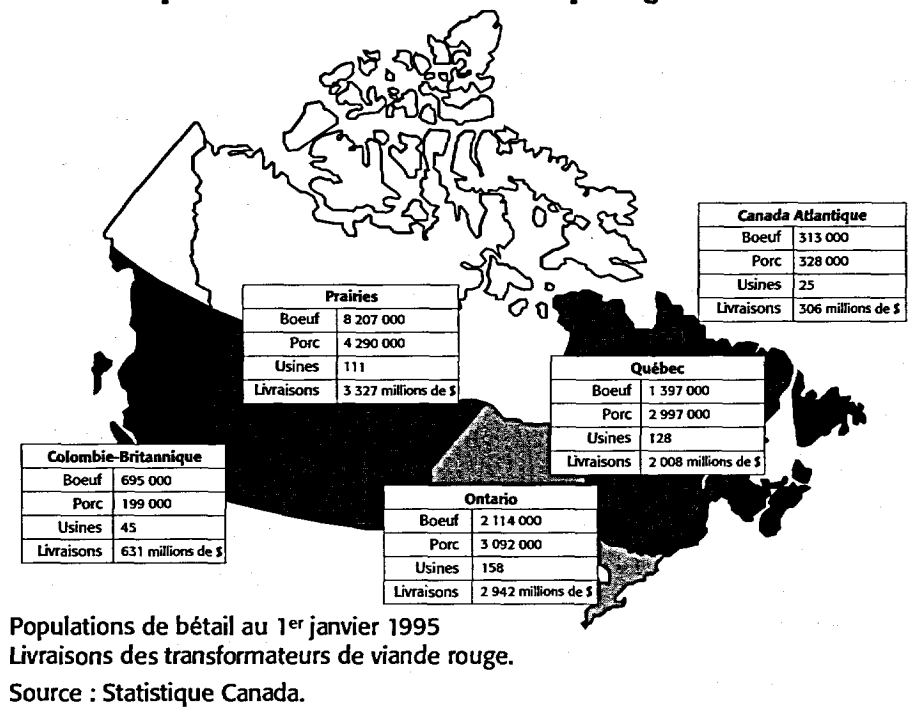 Canada Atlantique
Boeuf 313 000
Porc 328 000
Usines 25
Livraisons 306 millions de $
Prairies
Boeuf 8 207 000
Porc 4 290 000
Usines 111
Livraisons 3 327 millions de $
Québec
Boeuf 1 397 000
Porc 2 997 000
Usines 128
Livraisons 2 008 millions de $
Colombie-Britannique
Boeuf 695 000
Porc 199 000
Usines 45
Livraisons 631 millions de $
Ontario
Boeuf 2 114 000
Porc 3 092 000
Usines 158
Livraisons 2 942 millions de $
Populations de bétail au 1er janvier 1995
Livraisons des transformateurs de viande rouge.
Source : Statistique Canada.